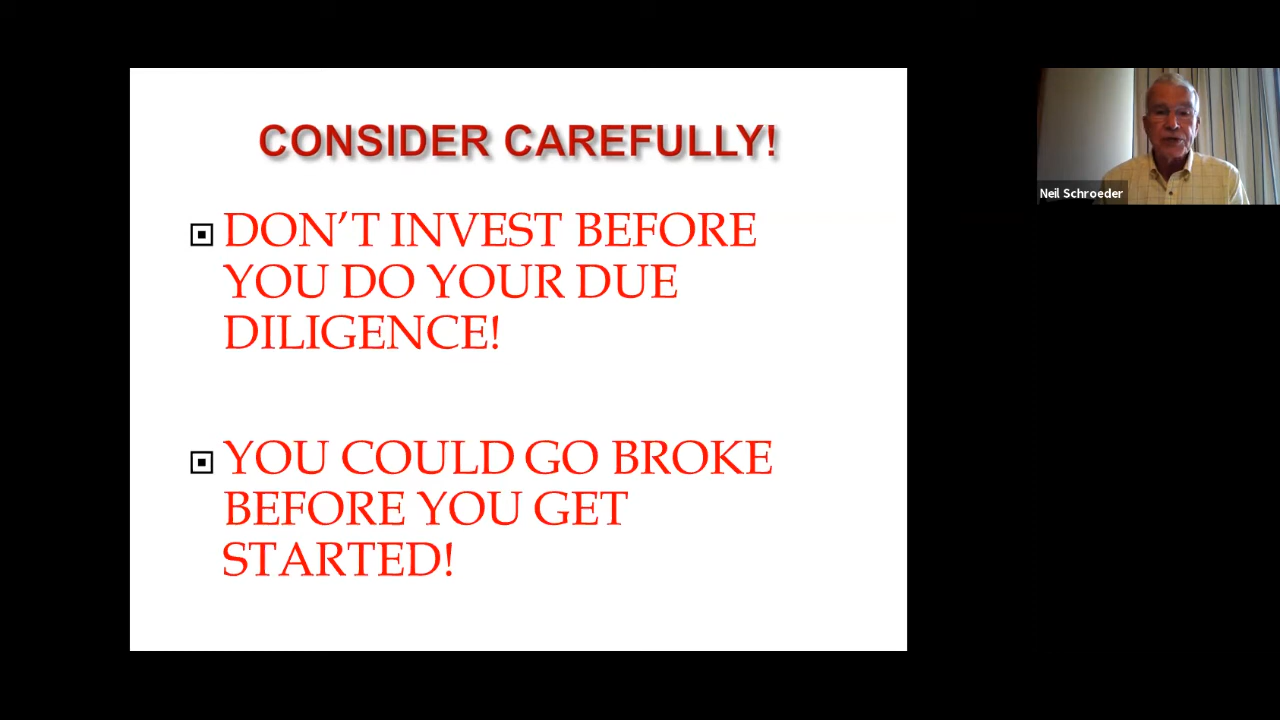 CONSIDER CAREFULLY!
DON’T INVEST BEFORE
YOU DO YOUR DUE
DILIGENCE!
YOU COULD GO BROKE
BEFORE YOU GET
STARTED!
Neil Schroeder